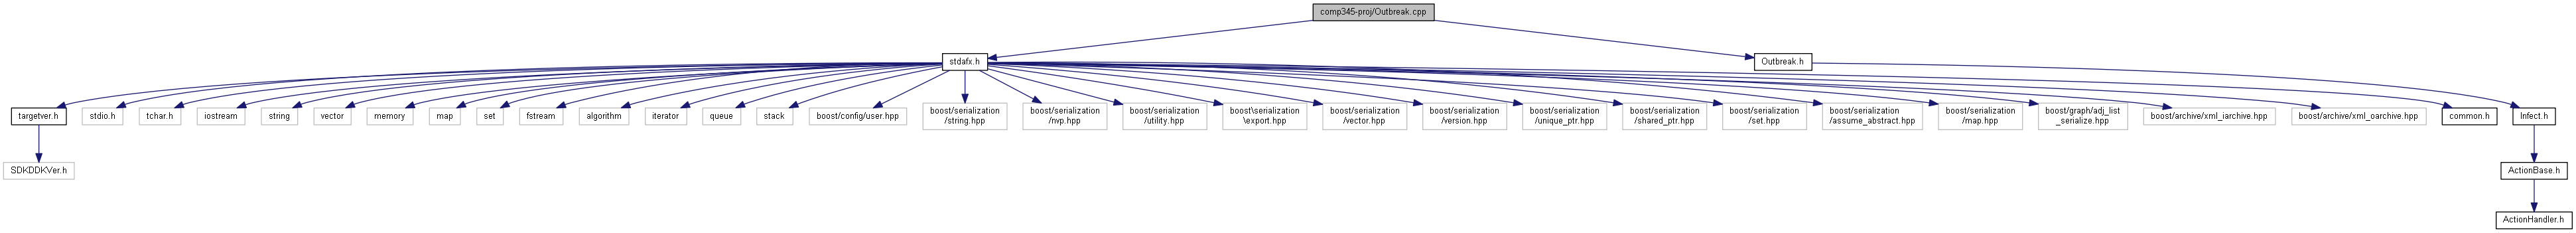 comp345-proj/Outbreak.cpp
stdafx.h
Outbreak.h
targetver.h
stdio.h
tchar.h
iostream
string
vector
memory
map
set
fstream
algorithm
iterator
queue
stack
boost/config/user.hpp
boost/serialization
/string.hpp
boost/serialization
/nvp.hpp
boost/serialization
/utility.hpp
boost\serialization
\export.hpp
boost/serialization
/vector.hpp
boost/serialization
/version.hpp
boost/serialization
/unique_ptr.hpp
boost/serialization
/shared_ptr.hpp
boost/serialization
/set.hpp
boost/serialization
/assume_abstract.hpp
boost/serialization
/map.hpp
boost/graph/adj_list
_serialize.hpp
boost/archive/xml_iarchive.hpp
boost/archive/xml_oarchive.hpp
common.h
Infect.h
SDKDDKVer.h
ActionBase.h
ActionHandler.h